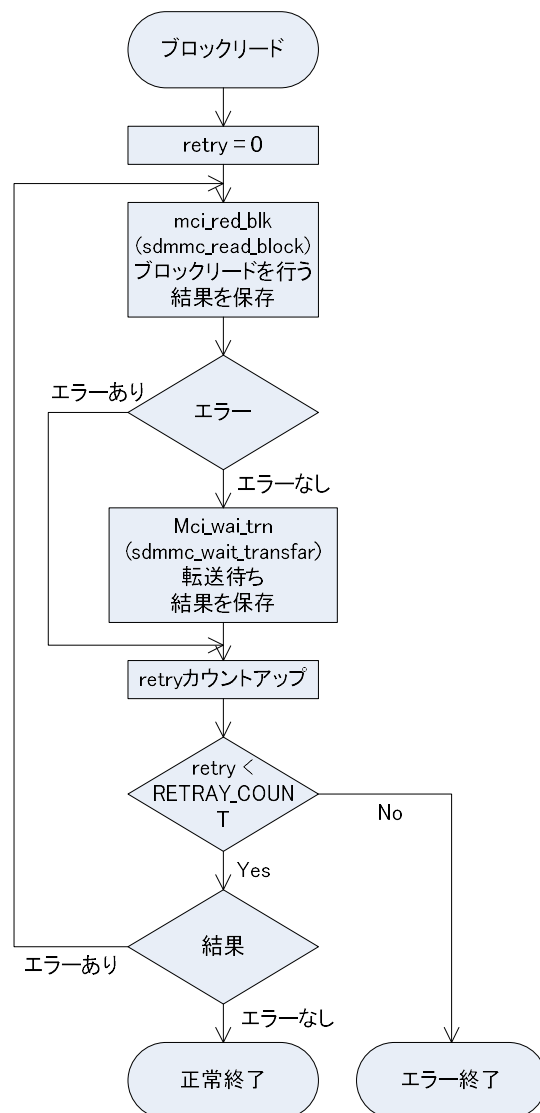 ブロックリード
retry = 0
mci_red_blk
(sdmmc_read_block)
ブロックリードを行う
結果を保存
エラーあり
エラー
エラーなし
Mci_wai_trn
(sdmmc_wait_transfar)
転送待ち
結果を保存
retryカウントアップ
retry <
RETRAY_COUN
T
No
Yes
結果
エラーあり
エラーなし
正常終了
エラー終了